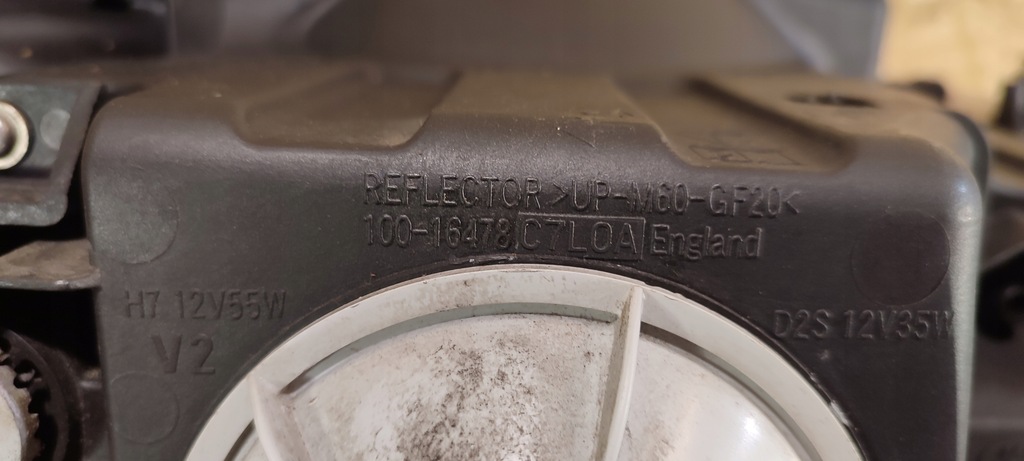 REFLECTOR >UP-M60-GF20<
100-16478 C7LOA England
H7 12V55W
D2S 12V35W
V2